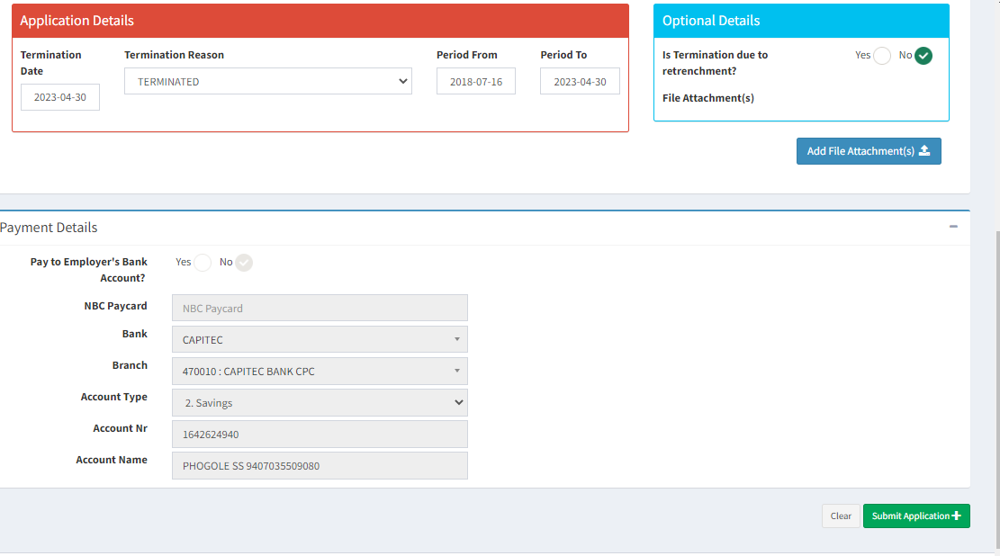 Application Details
Termination Date
2023-04-30
Termination Reason
TERMINATED
Period From
2018-07-16
Period To
2023-04-30
Optional Details
Is Termination due to
retrenchment?
Yes No
File Attachment(s)
Add File Attachment(s)
Payment Details
Pay to Employer's Bank
Account?
Yes No
NBC Paycard
NBC Paycard
Bank
CAPITEC
Branch
470010 : CAPITEC BANK CPC
Account Type
2. Savings
Account Nr
1642624940
Account Name
PHOGOLE SS 9407035509080
Clear
Submit Application